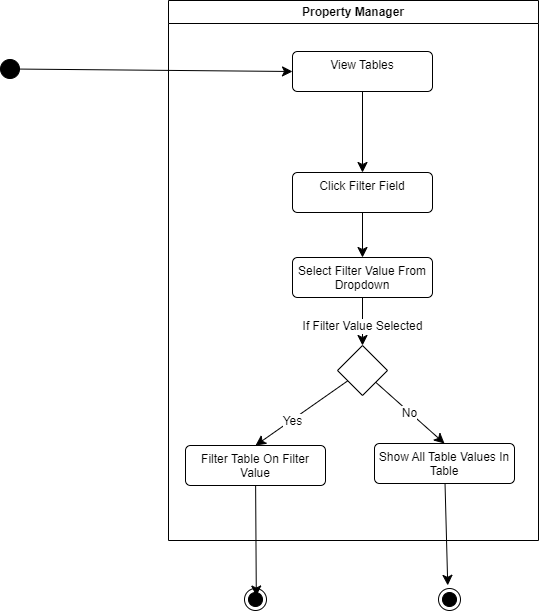 Property Manager
View Tables
Click Filter Field
Select Filter Value From
Dropdown
If Filter Value Selected
Yes
No
Filter Table On Filter
Value
Show All Table Values In
Table